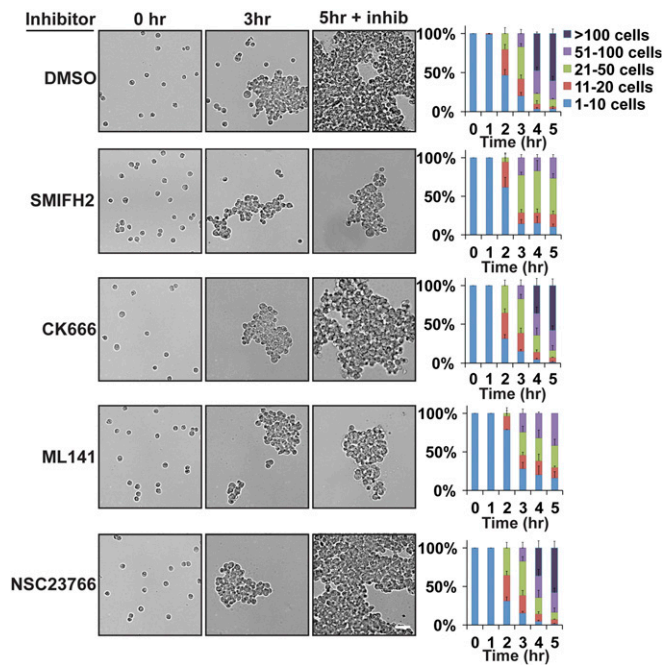 Inhibitor 0 hr 3hr 5hr + inhib
DMSO
100%
50%
0%
0 1 2 3 4 5
Time (hr)
>100 cells
51-100 cells
21-50 cells
11-20 cells
1-10 cells
SMIFH2
100%
50%
0%
0 1 2 3 4 5
Time (hr)
CK666
100%
50%
0%
0 1 2 3 4 5
Time (hr)
ML141
100%
50%
0%
0 1 2 3 4 5
Time (hr)
NSC23766
100%
50%
0%
0 1 2 3 4 5
Time (hr)